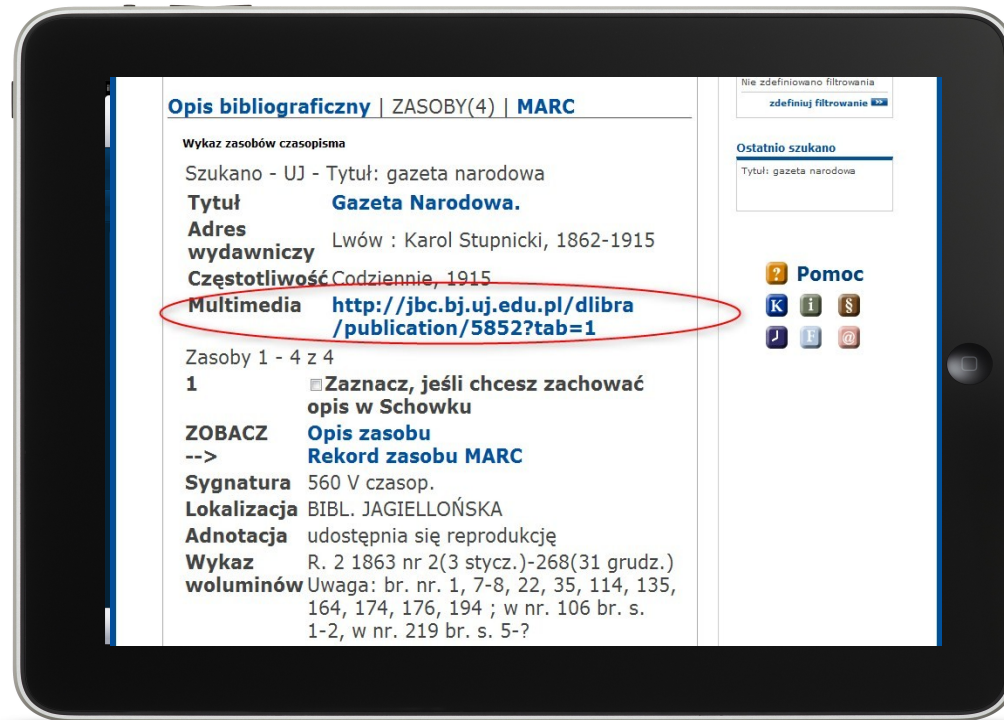 Opis bibliograficzny | ZASOBY(4) | MARC
Wykaz zasobów czasopisma
Szukano - UJ - Tytuł: gazeta narodowa
Tytuł Gazeta Narodowa.
Adres
wydawniczy Lwów : Karol Stupnicki, 1862-1915
Częstotliwość Codziennie, 1915
Multimedia http://jbc.bj.uj.edu.pl/dlibra
/publication/5852?tab=1
Zasoby 1 - 4 z 4
1 Zaznacz, jeśli chcesz zachować
opis w Schowku
ZOBACZ Opis zasobu
--> Rekord zasobu MARC
Sygnatura 560 V czasop.
Lokalizacja BIBL. JAGIELLOŃSKA
Adnotacja udostępnia się reprodukcję
Wykaz R. 2 1863 nr 2(3 stycz.)-268(31 grudz.)
woluminów Uwaga: br. nr. 1, 7-8, 22, 35, 114, 135,
164, 174, 176, 194 ; w nr. 106 br. s.
1-2, w nr. 219 br. s. 5-?
Nie zdefiniowano filtrowania
zdefiniuj filtrowanie
Ostatnio szukano
Tytuł: gazeta narodowa
? Pomoc
K i §
F @